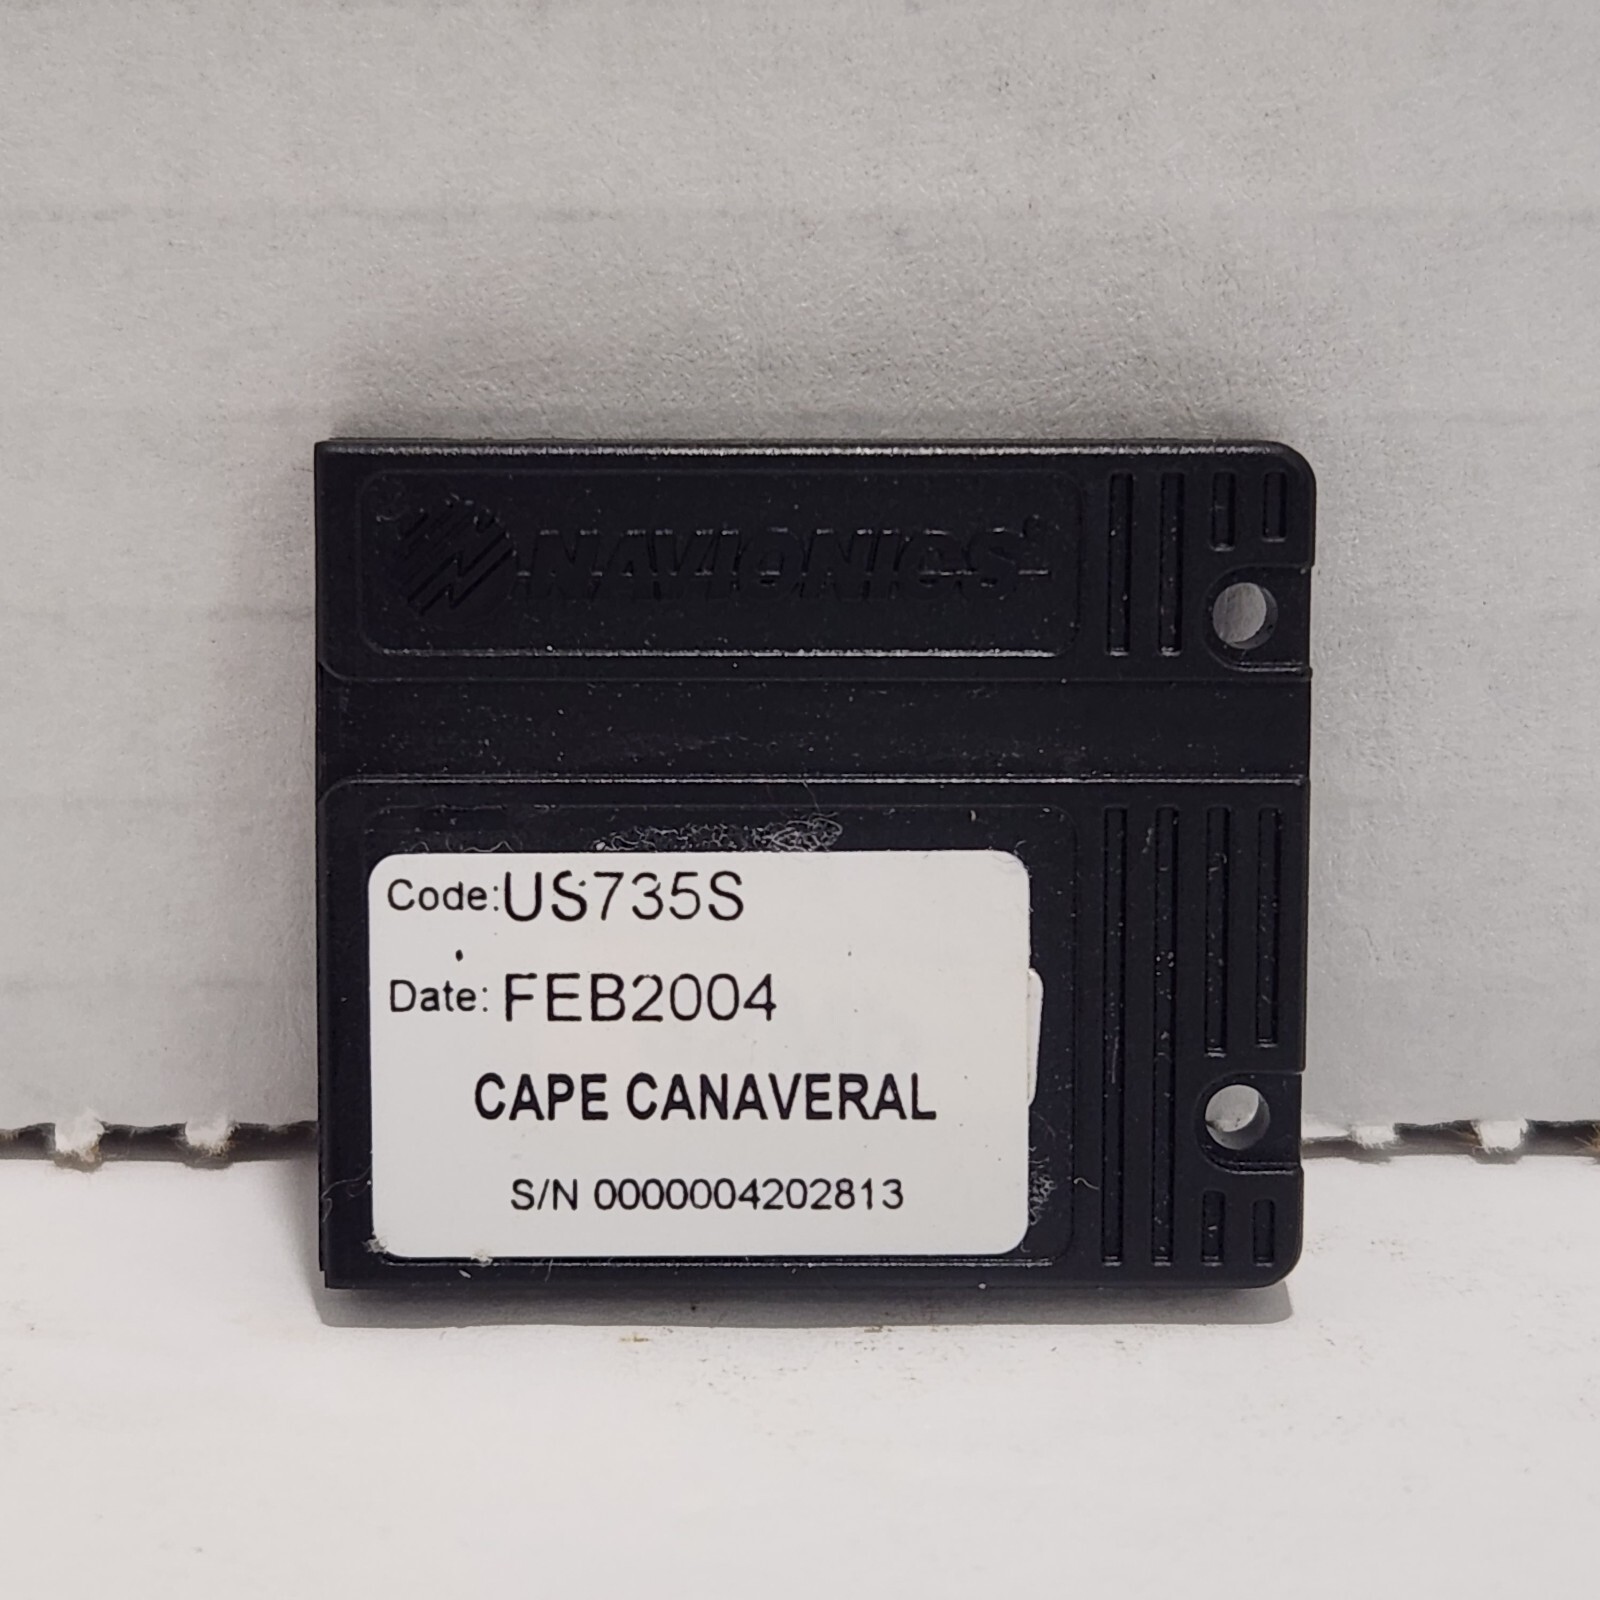 NAVIONICS®
Code:US735S
Date: FEB2004
CAPE CANAVERAL
S/N 0000004202813